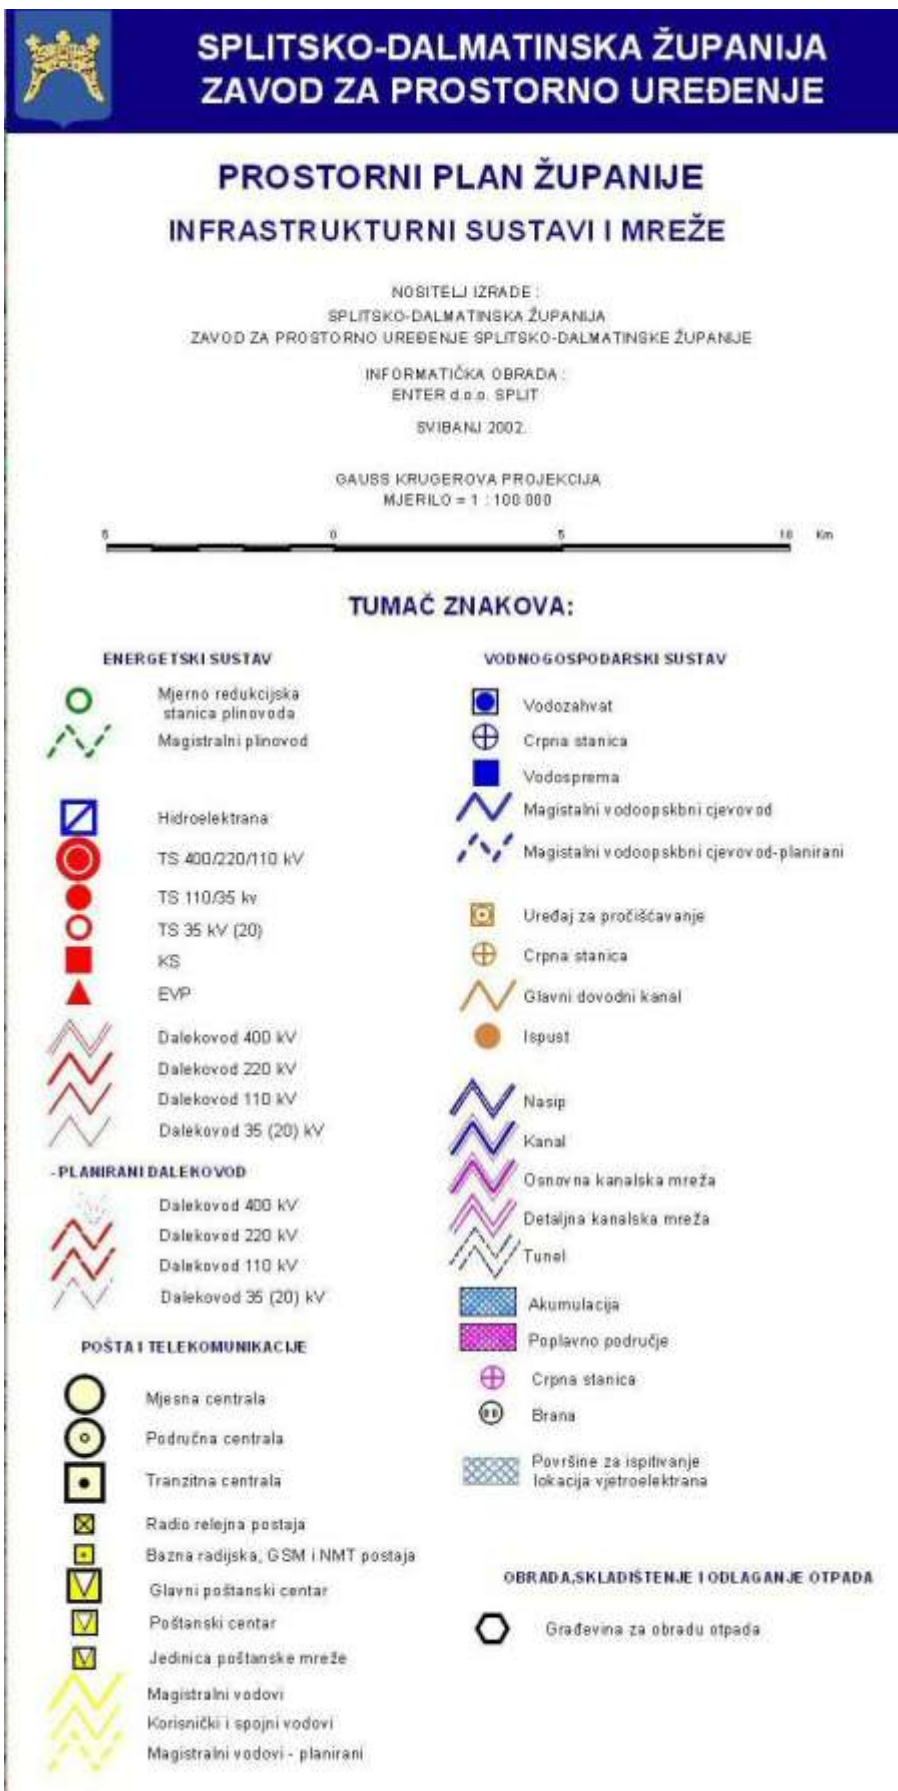 SPLITSKO-DALMATINSKA ŽUPANIJA
ZAVOD ZA PROSTORNO UREĐENJE
PROSTORNI PLAN ŽUPANIJE
INFRASTRUKTURNI SUSTAVI I MREŽE
NOSITELJ IZRADE :
SPLITSKO-DALMATINSKA ŽUPANIJA
ZAVOD ZA PROSTORNO UREĐENJE SPLITSKO-DALMATINSKE ŽUPANIJE
INFORMATIČKA OBRADA :
ENTER d.o.o. SPLIT
SVIBANJ 2002.
GAUSS KRUGEROVA PROJEKCIJA
MJERILO = 1 : 100 000
5 0 5 10 Km
TUMAČ ZNAKOVA:
ENERGETSKI SUSTAV
Mjerno redukcijska
stanica plinovoda
Magistralni plinovod
Hidroelektrana
TS 400/220/110 kV
TS 110/35 kv
TS 35 kV (20)
KS
EVP
Dalekovod 400 kV
Dalekovod 220 kV
Dalekovod 110 kV
Dalekovod 35 (20) kV
- PLANIRANI DALEKOVOD
Dalekovod 400 kV
Dalekovod 220 kV
Dalekovod 110 kV
Dalekovod 35 (20) kV
POŠTA I TELEKOMUNIKACIJE
Mjesna centrala
Područna centrala
Tranzitna centrala
Radio relejna postaja
Bazna radijska, GSM i NMT postaja
Glavni poštanski centar
Poštanski centar
Jedinica poštanske mreže
Magistralni vodovi
Korisnički i spojni vodovi
Magistralni vodovi - planirani
VODNOGOSPODARSKI SUSTAV
Vodozahvat
Crpna stanica
Vodosprema
Magistalni vodoopskbni cjevovod
Magistalni vodoopskbni cjevovod-planirani
Uređaj za pročišćavanje
Crpna stanica
Glavni dovodni kanal
Ispust
Nasip
Kanal
Osnovna kanalska mreža
Detaljna kanalska mreža
Tunel
Akumulacija
Poplavno područje
Crpna stanica
Brana
Površine za ispitivanje
lokacija vjetroelektrana
OBRADA,SKLADIŠTENJE I ODLAGANJE OTPADA
Građevina za obradu otpada